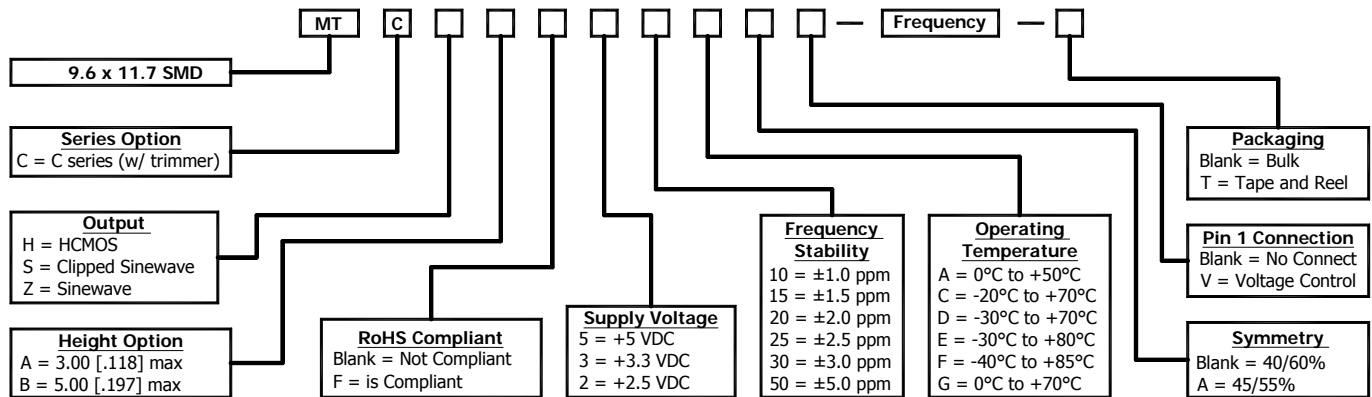 MT C — Frequency —
9.6 x 11.7 SMD
Series Option
C = C series (w/ trimmer)
Output
H = HCMOS
S = Clipped Sinewave
Z = Sinewave
Height Option
A = 3.00 [.118] max
B = 5.00 [.197] max
RoHS Compliant
Blank = Not Compliant
F = is Compliant
Supply Voltage
5 = +5 VDC
3 = +3.3 VDC
2 = +2.5 VDC
Frequency
Stability
10 = ±1.0 ppm
15 = ±1.5 ppm
20 = ±2.0 ppm
25 = ±2.5 ppm
30 = ±3.0 ppm
50 = ±5.0 ppm
Operating
Temperature
A = 0°C to +50°C
C = -20°C to +70°C
D = -30°C to +70°C
E = -30°C to +80°C
F = -40°C to +85°C
G = 0°C to +70°C
Packaging
Blank = Bulk
T = Tape and Reel
Pin 1 Connection
Blank = No Connect
V = Voltage Control
Symmetry
Blank = 40/60%
A = 45/55%